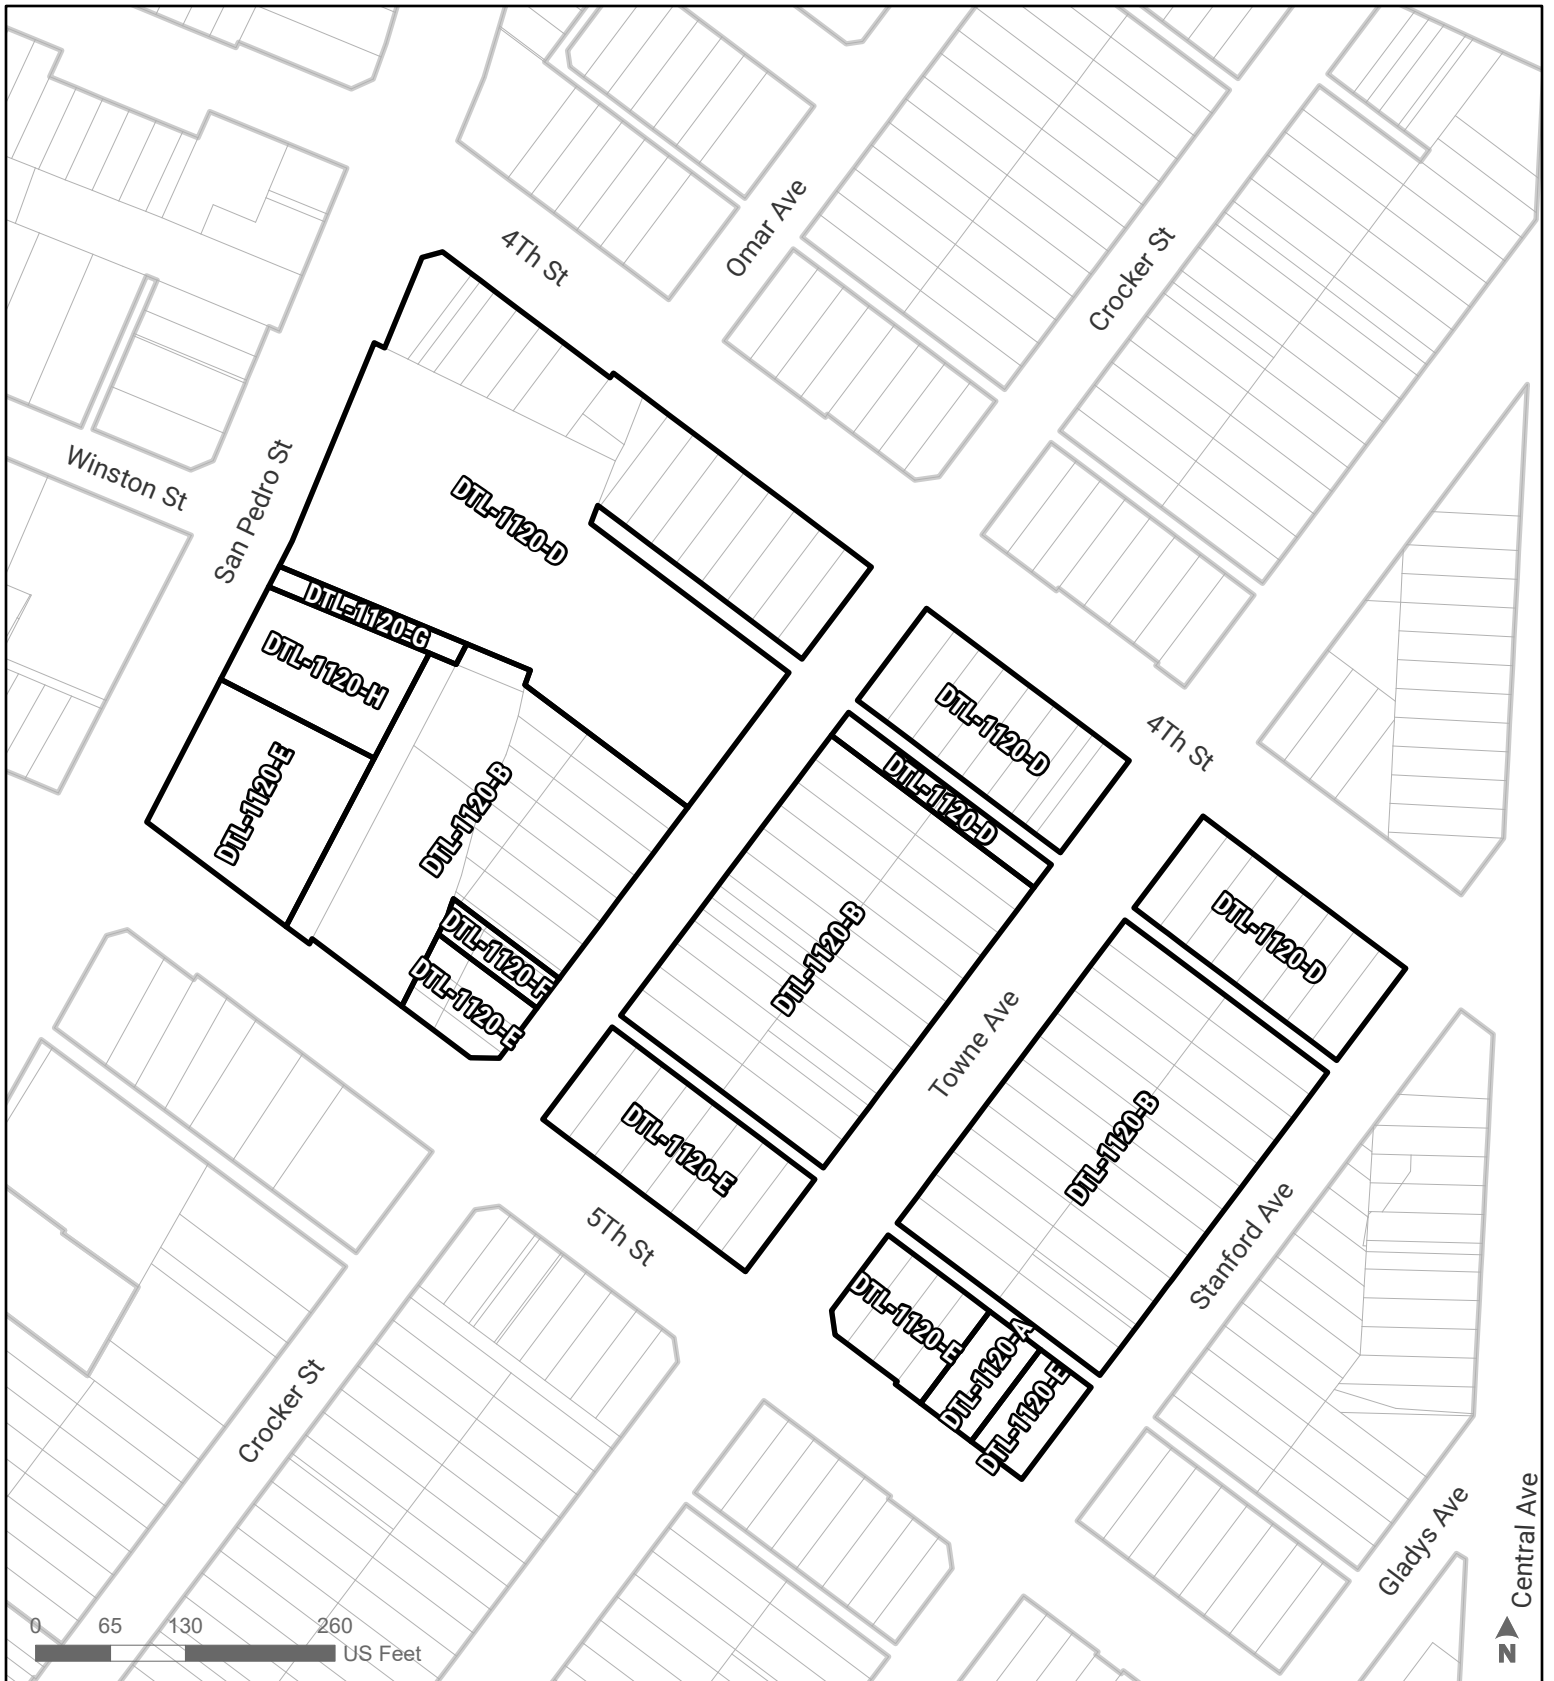 4Th St
Omar Ave
Crocker St
Winston St
San Pedro St
DTL-1120-D
DTL-1120-G
DTL-1120-H
DTL-1120-E
DTL-1120-B
DTL-1120-F
DTL-1120-E
DTL-1120-D
DTL-1120-D
DTL-1120-B
DTL-1120-E
4Th St
DTL-1120-D
DTL-1120-B
Towne Ave
Stanford Ave
5Th St
DTL-1120-E
DTL-1120-A
DTL-1120-E
Crocker St
Gladys Ave
Central Ave
0 65 130 260
US Feet
N